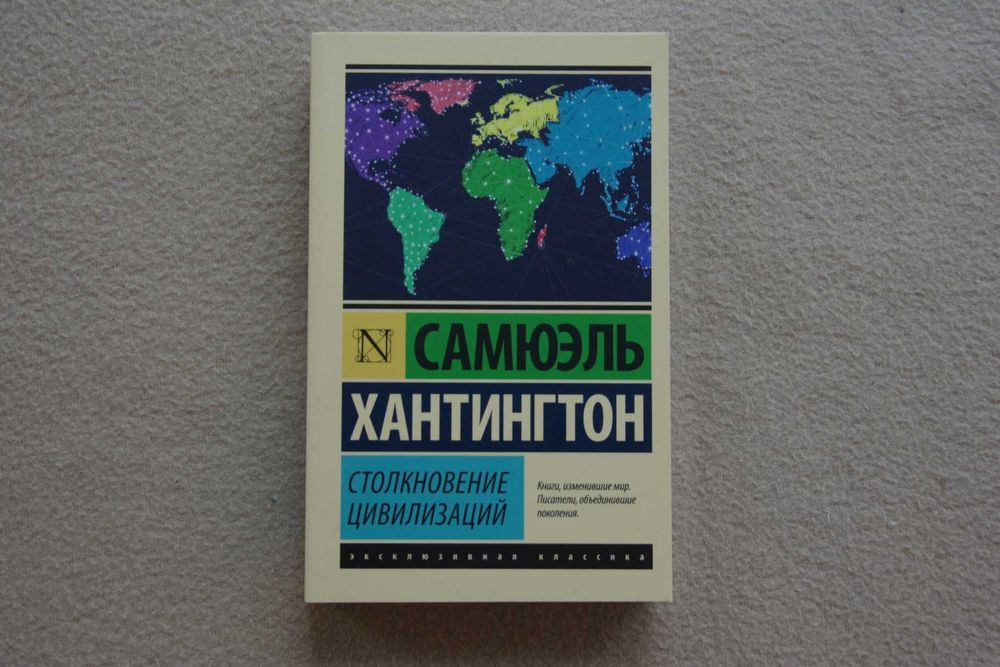 N
САМЮЭЛЬ
ХАНТИНГТОН
СТОЛКНОВЕНИЕ
ЦИВИЛИЗАЦИЙ
Книги, изменившие мир.
Писатели, объединившие
поколения.
эксклюзивная классика